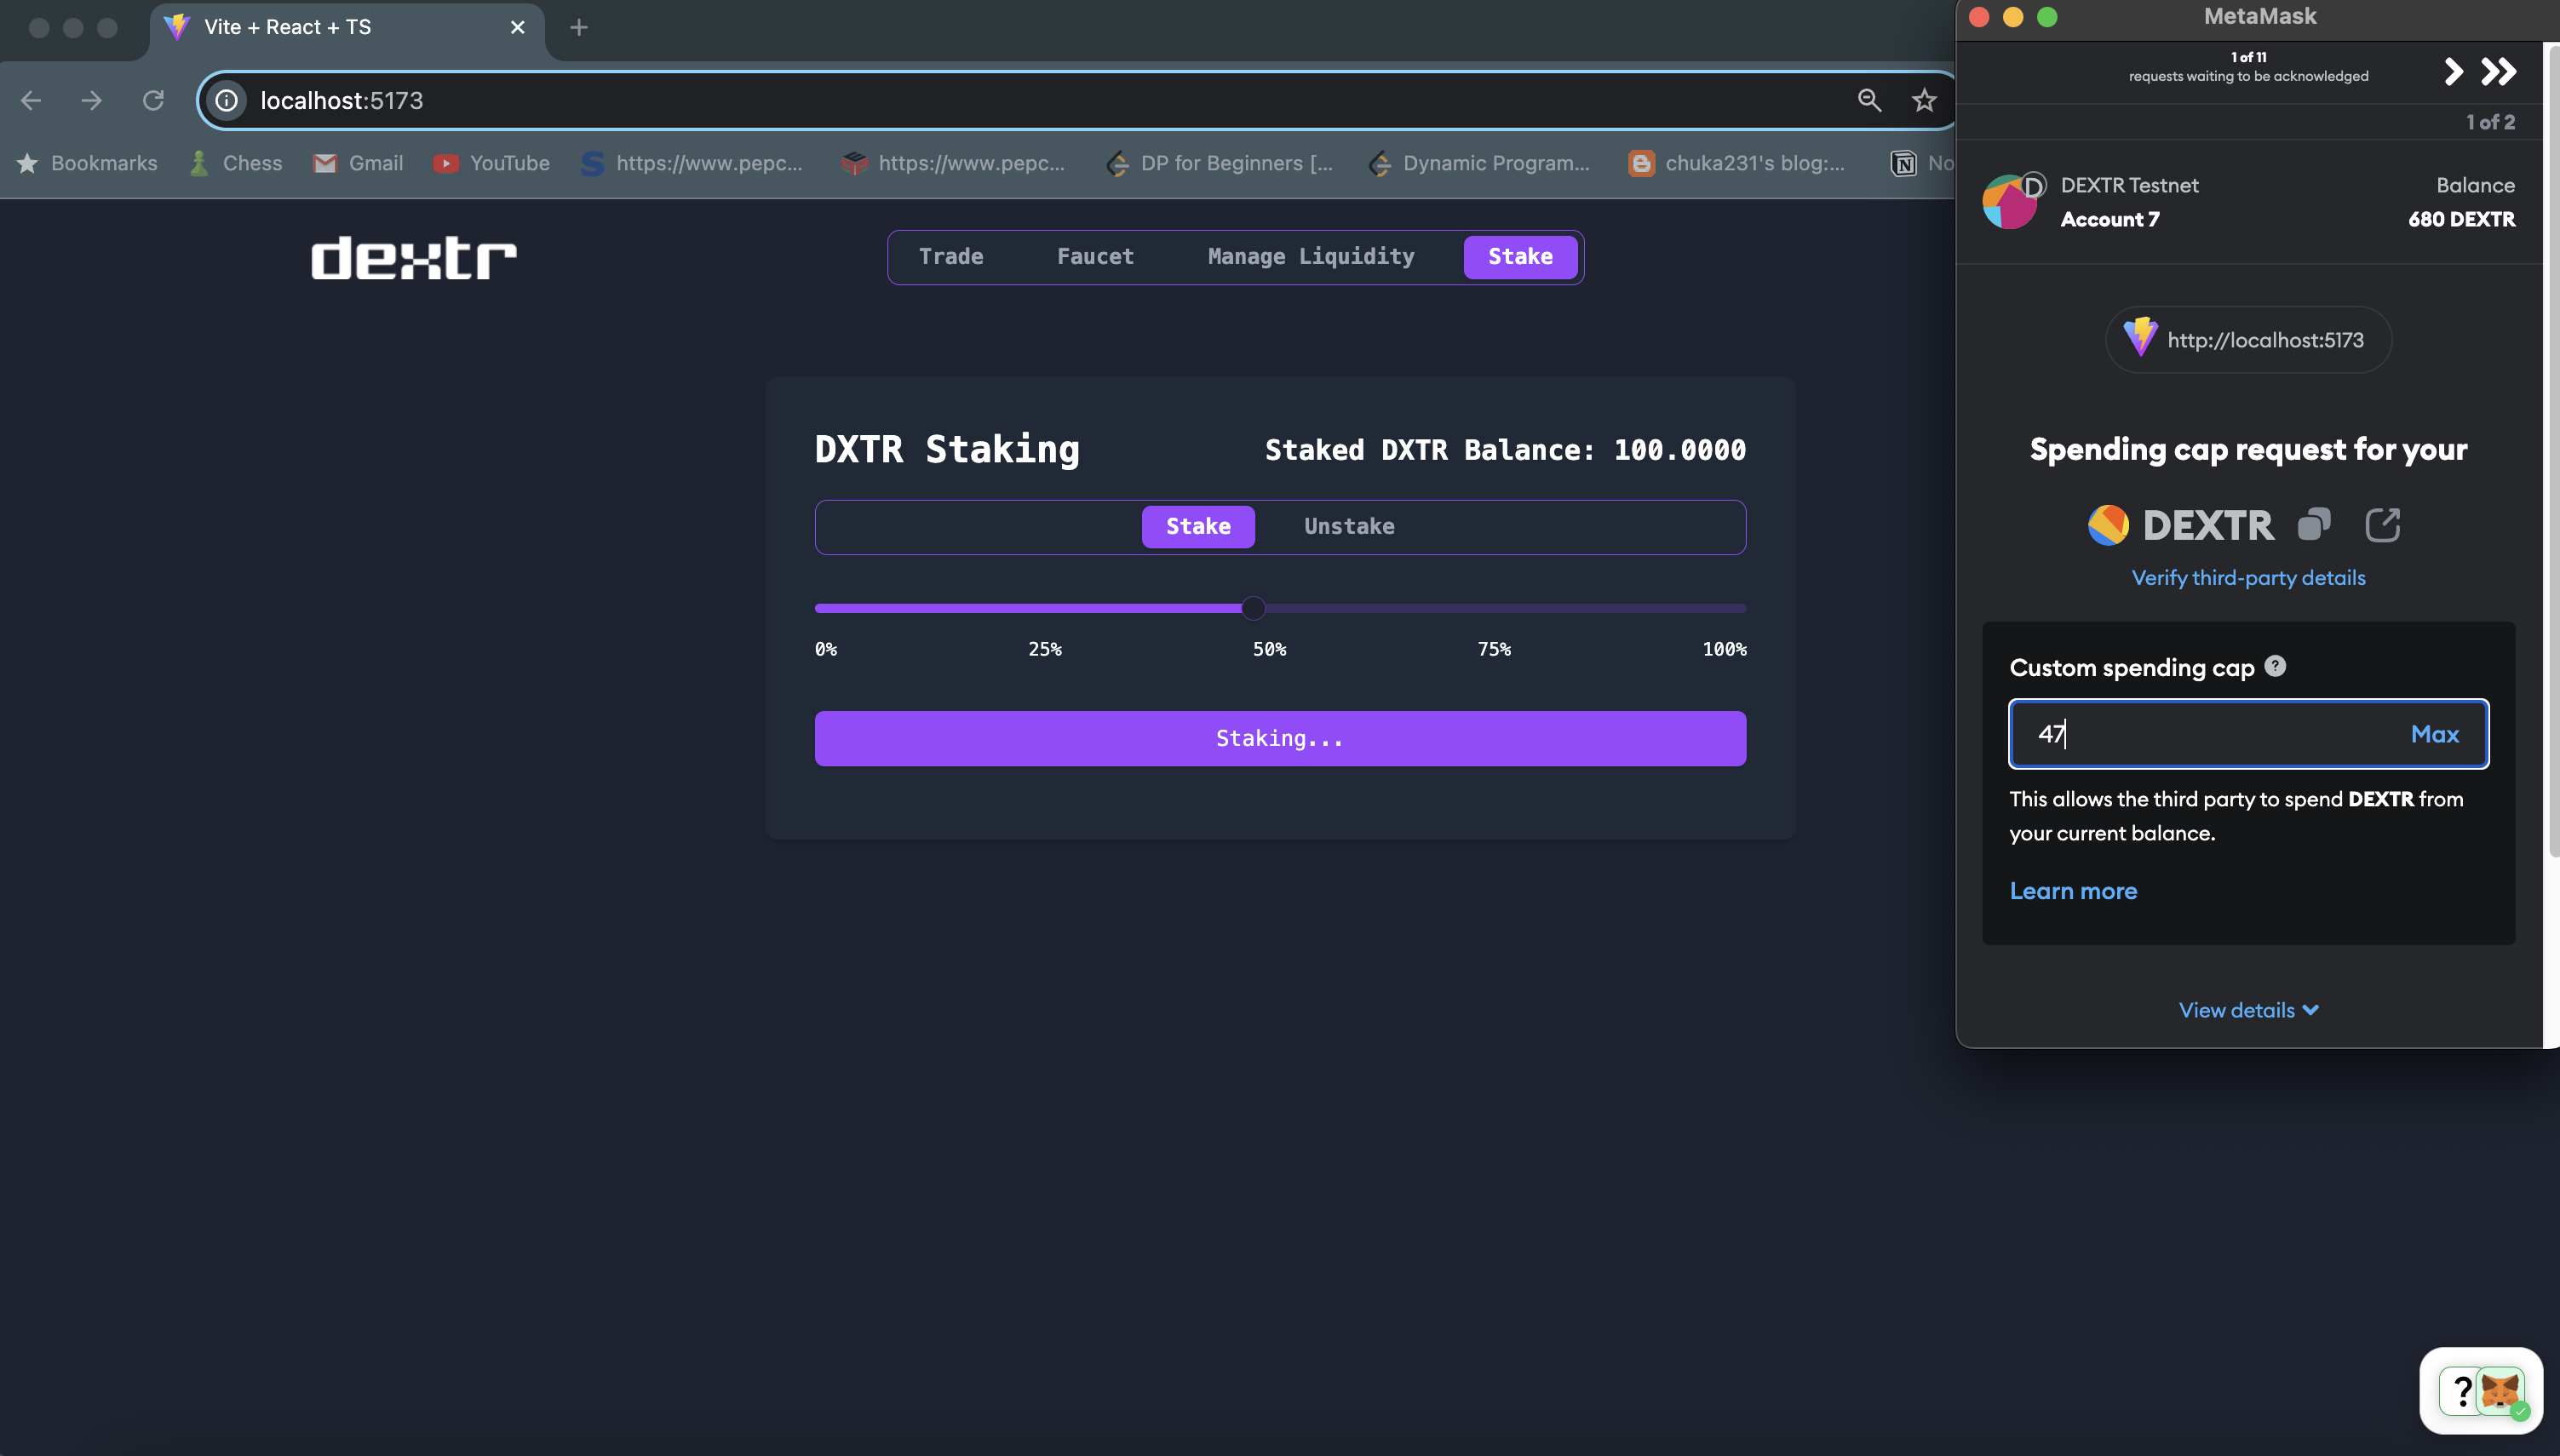 Vite + React + TS
localhost:5173
Bookmarks
Chess
Gmail
YouTube
https://www.pepc...
https://www.pepc...
DP for Beginners [...
Dynamic Program...
chuka231's blog:...
No
dextr
Trade
Faucet
Manage Liquidity
Stake
DXTR Staking
Staked DXTR Balance: 100.0000
Stake
Unstake
0%
25%
50%
75%
100%
Staking...
MetaMask
1 of 11
requests waiting to be acknowledged
1 of 2
D
DEXTR Testnet
Account 7
Balance
680 DEXTR
http://localhost:5173
Spending cap request for your
DEXTR
Verify third-party details
Custom spending cap ?
47
Max
This allows the third party to spend DEXTR from
your current balance.
Learn more
View details
?